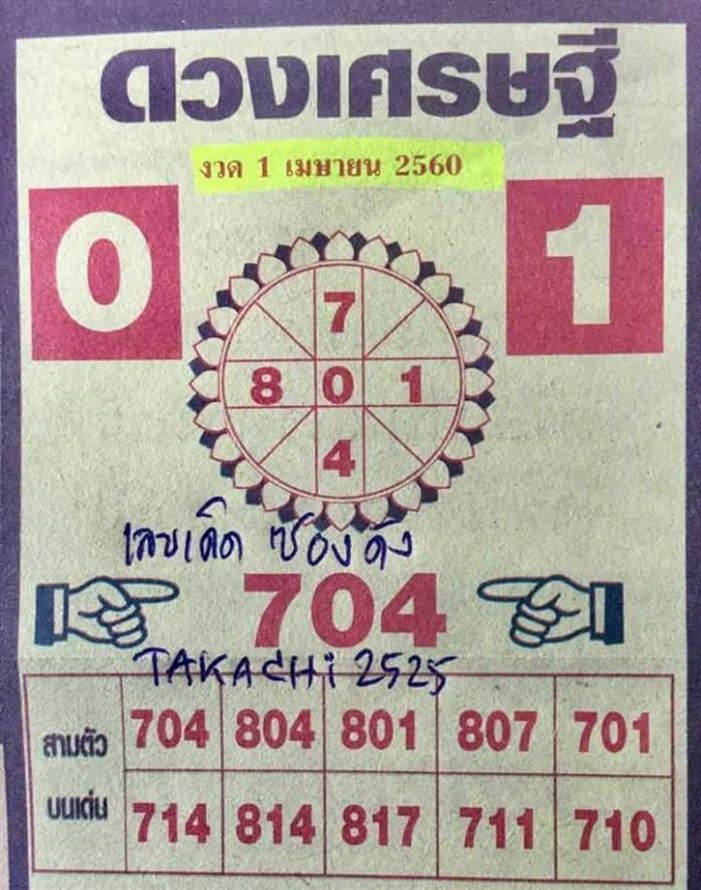 ดวงเศรษฐี
งวด 1 เมษายน 2560
0 1
7
8 0 1
4
เลขเด็ด ซองดัง
704
TAKACHI 2525
สามตัว
บนเด่น
704 804 801 807 701
714 814 817 711 710